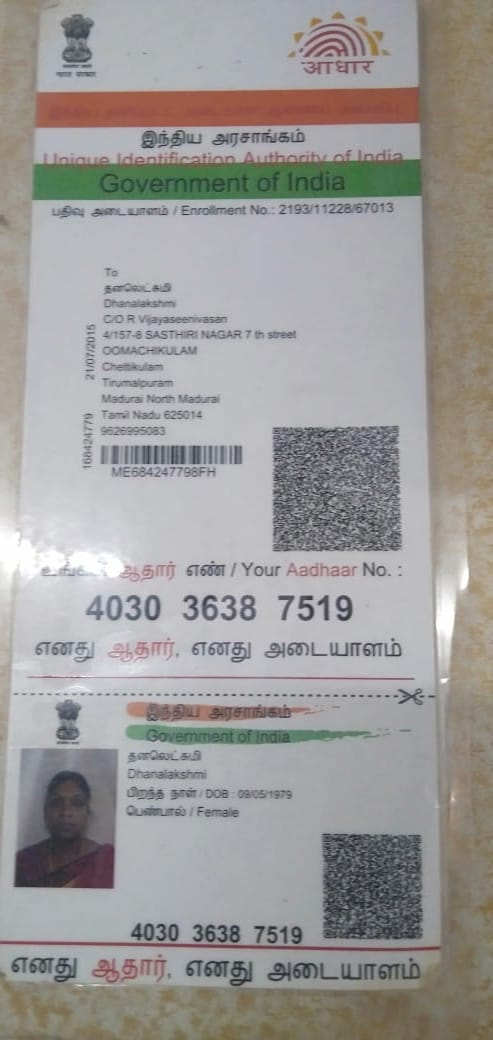 भारत सरकार
आधार
இந்திய அரசாங்கம்
Unique Identification Authority of India
Government of India
பதிவு அடையாளம் / Enrollment No.: 2193/11228/67013
To
தனலெட்சுமி
Dhanalakshmi
C/O R Vijayaseenivasan
4/157-8 SASTHIRI NAGAR 7 th street
OOMACHIKULAM
Chettikulam
Tirumalpuram
Madurai North Madurai
Tamil Nadu 625014
9626995083
21/07/2015
168424779
ME684247798FH
ஆதார் எண் / Your Aadhaar No. :
4030 3638 7519
எனது ஆதார், எனது அடையாளம்
இந்திய அரசாங்கம்
Government of India
தனலெட்சுமி
Dhanalakshmi
பிறந்த நாள் / DOB : 09/05/1979
பெண்பால் / Female
4030 3638 7519
எனது ஆதார், எனது அடையாளம்